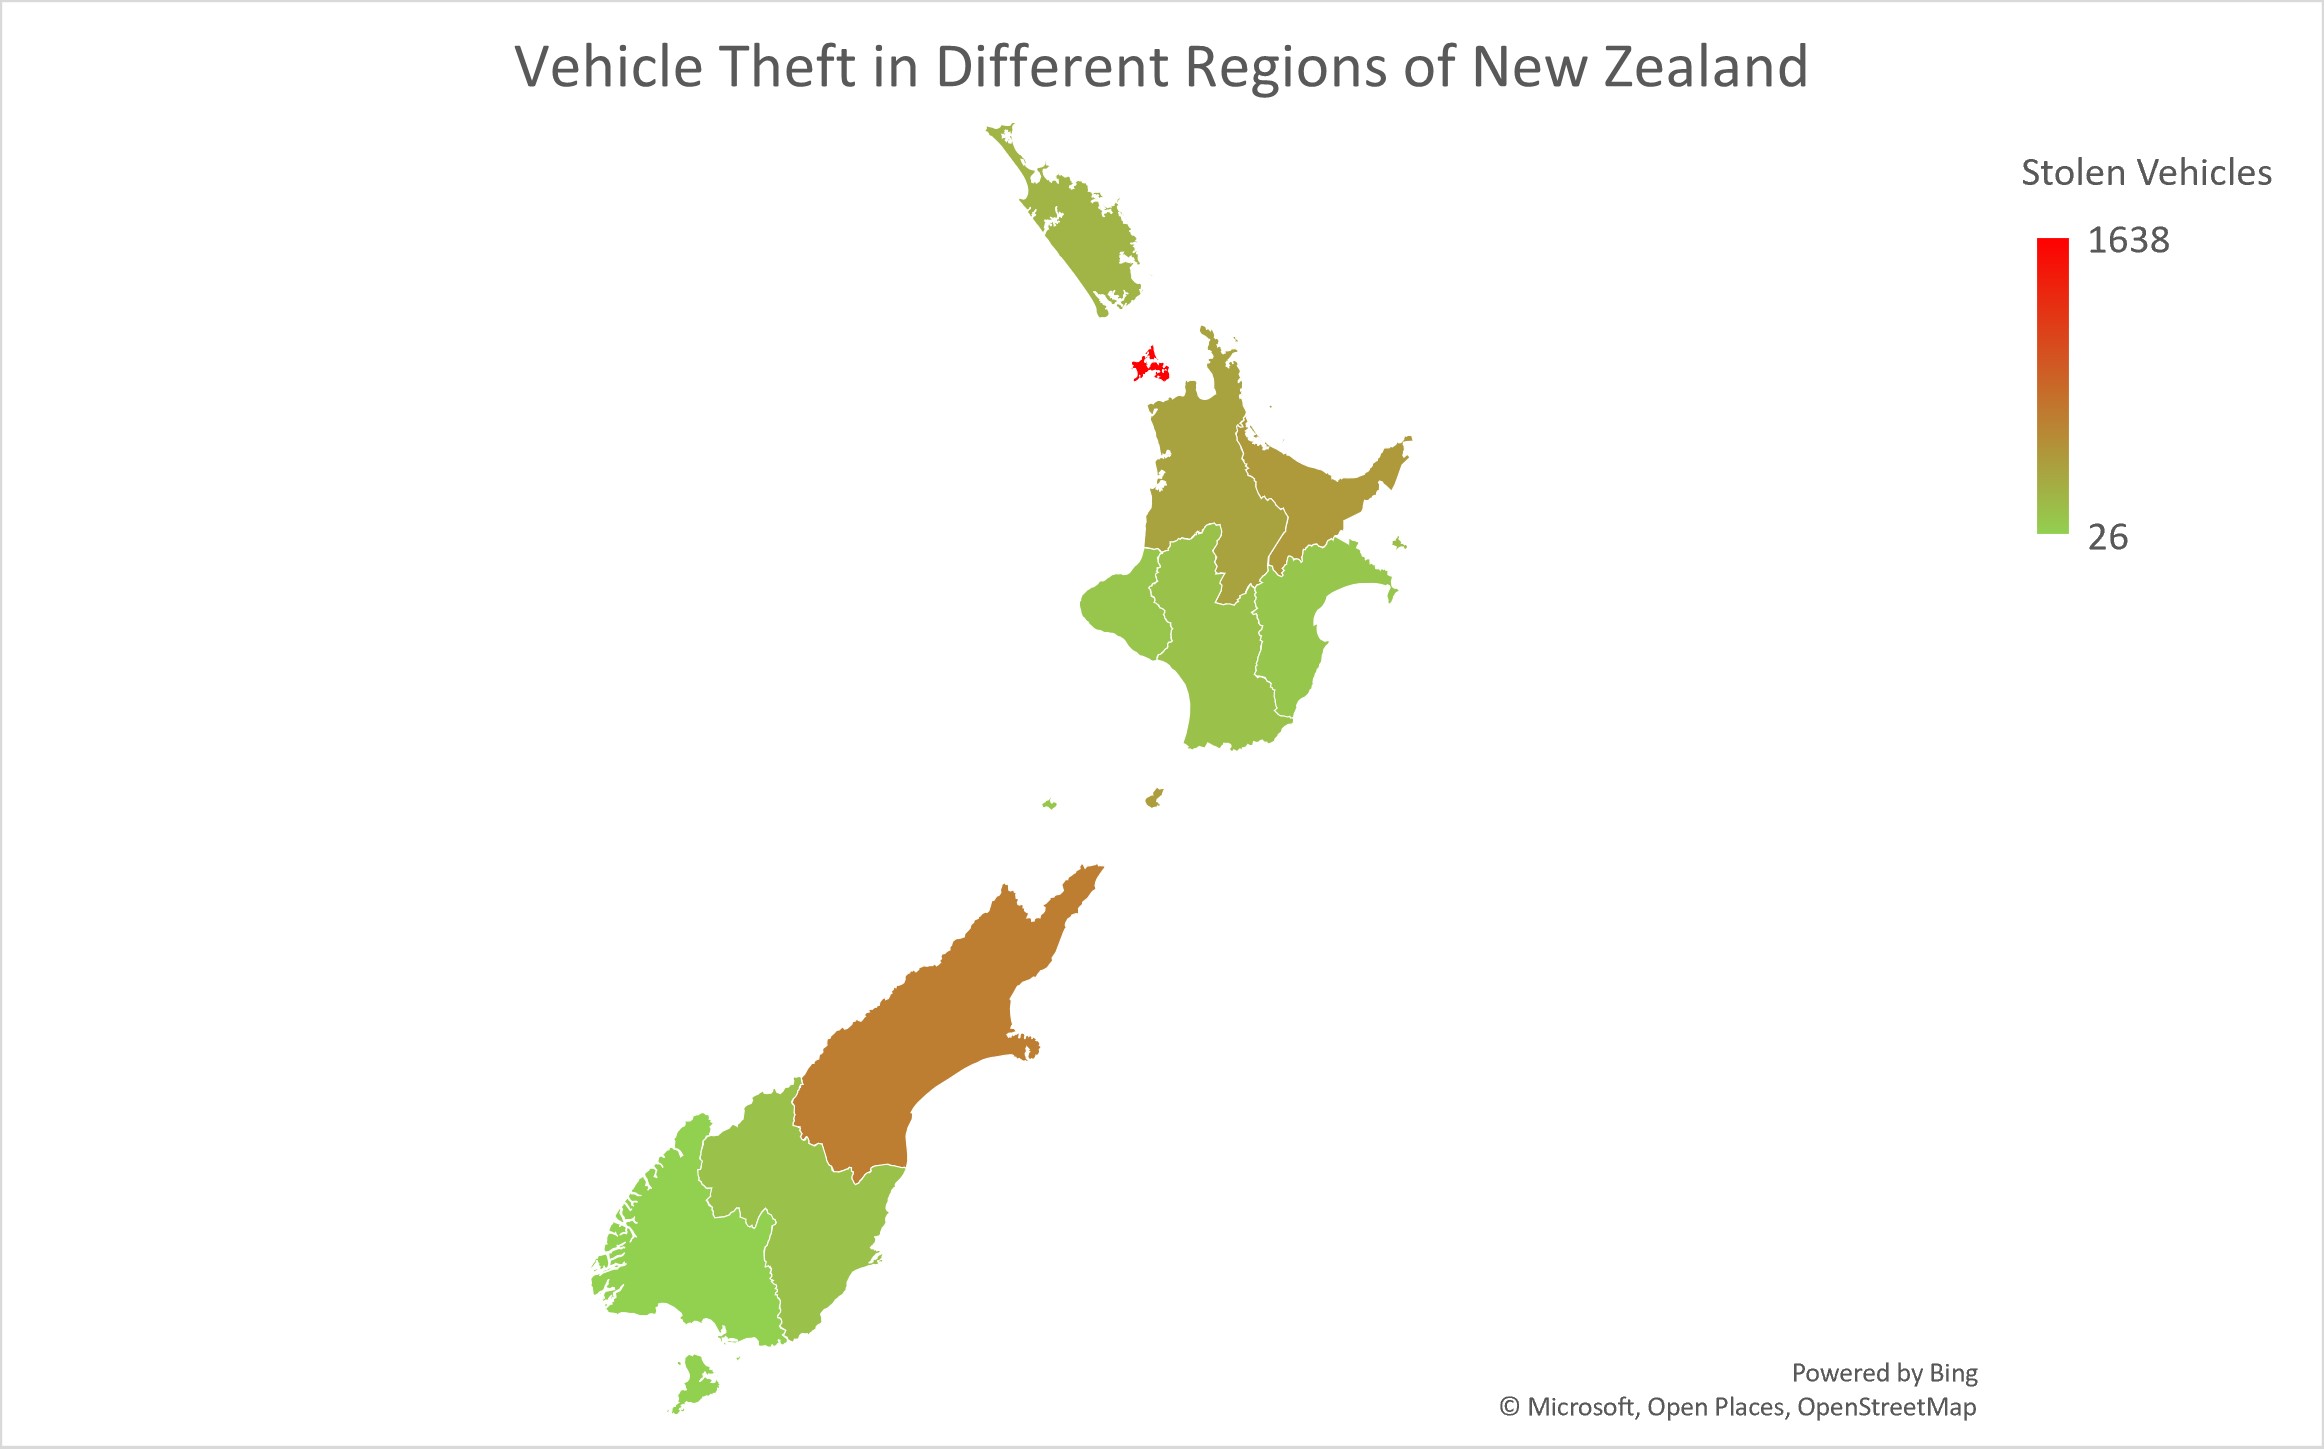 Vehicle Theft in Different Regions of New Zealand
Stolen Vehicles
1638
26
Powered by Bing
© Microsoft, Open Places, OpenStreetMap